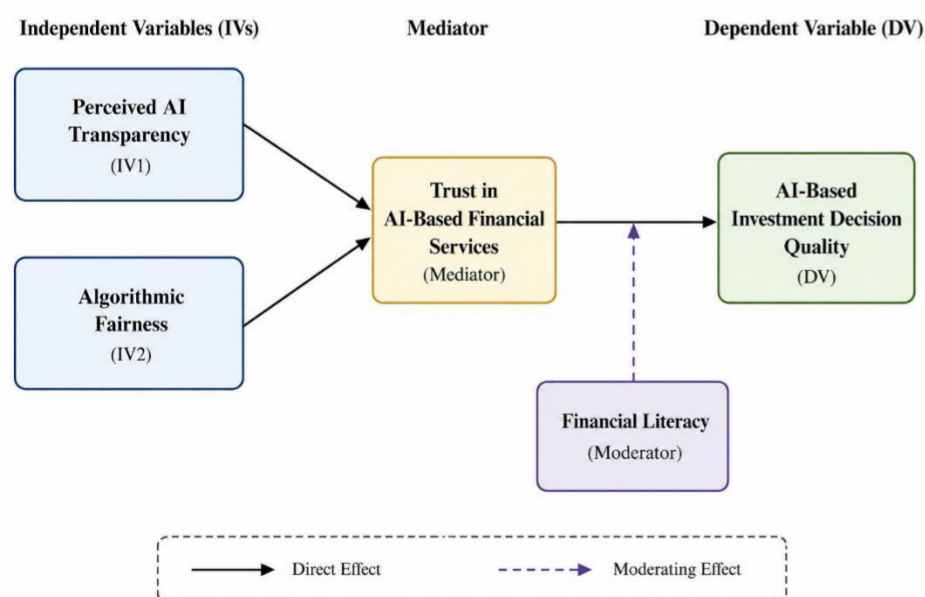 Independent Variables (IVs)
Mediator
Dependent Variable (DV)
Perceived AI
Transparency
(IV1)
Algorithmic
Fairness
(IV2)
Trust in
AI-Based Financial
Services
(Mediator)
AI-Based
Investment Decision
Quality
(DV)
Financial Literacy
(Moderator)
Direct Effect
Moderating Effect